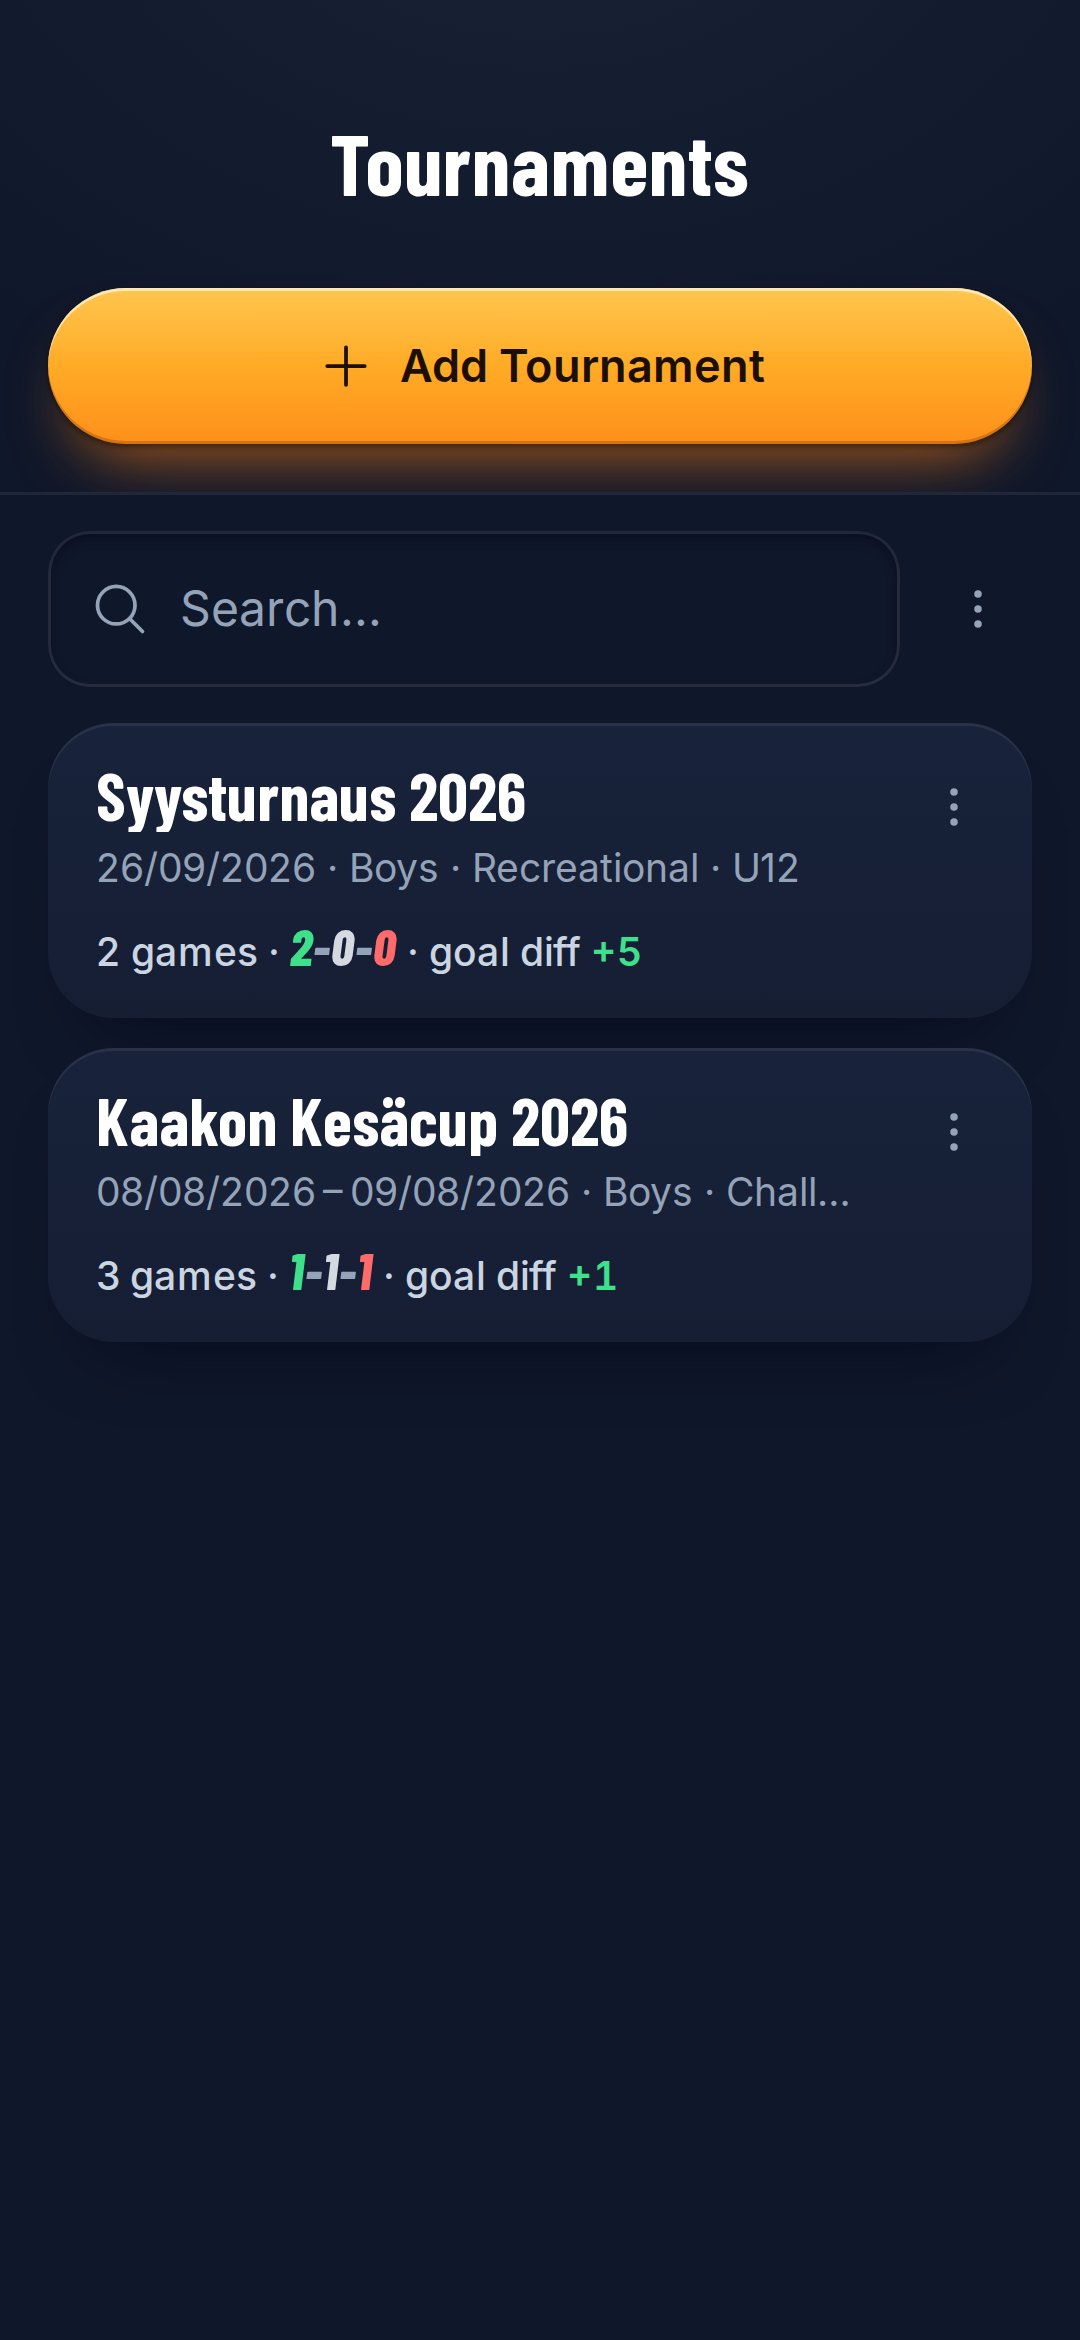 Tournaments
Add Tournament
Search...
Syysturnaus 2026
26/09/2026 · Boys · Recreational · U12
2 games · 2-0-0 · goal diff +5
Kaakon Kesäcup 2026
08/08/2026 – 09/08/2026 · Boys · Chall...
3 games · 1-1-1 · goal diff +1